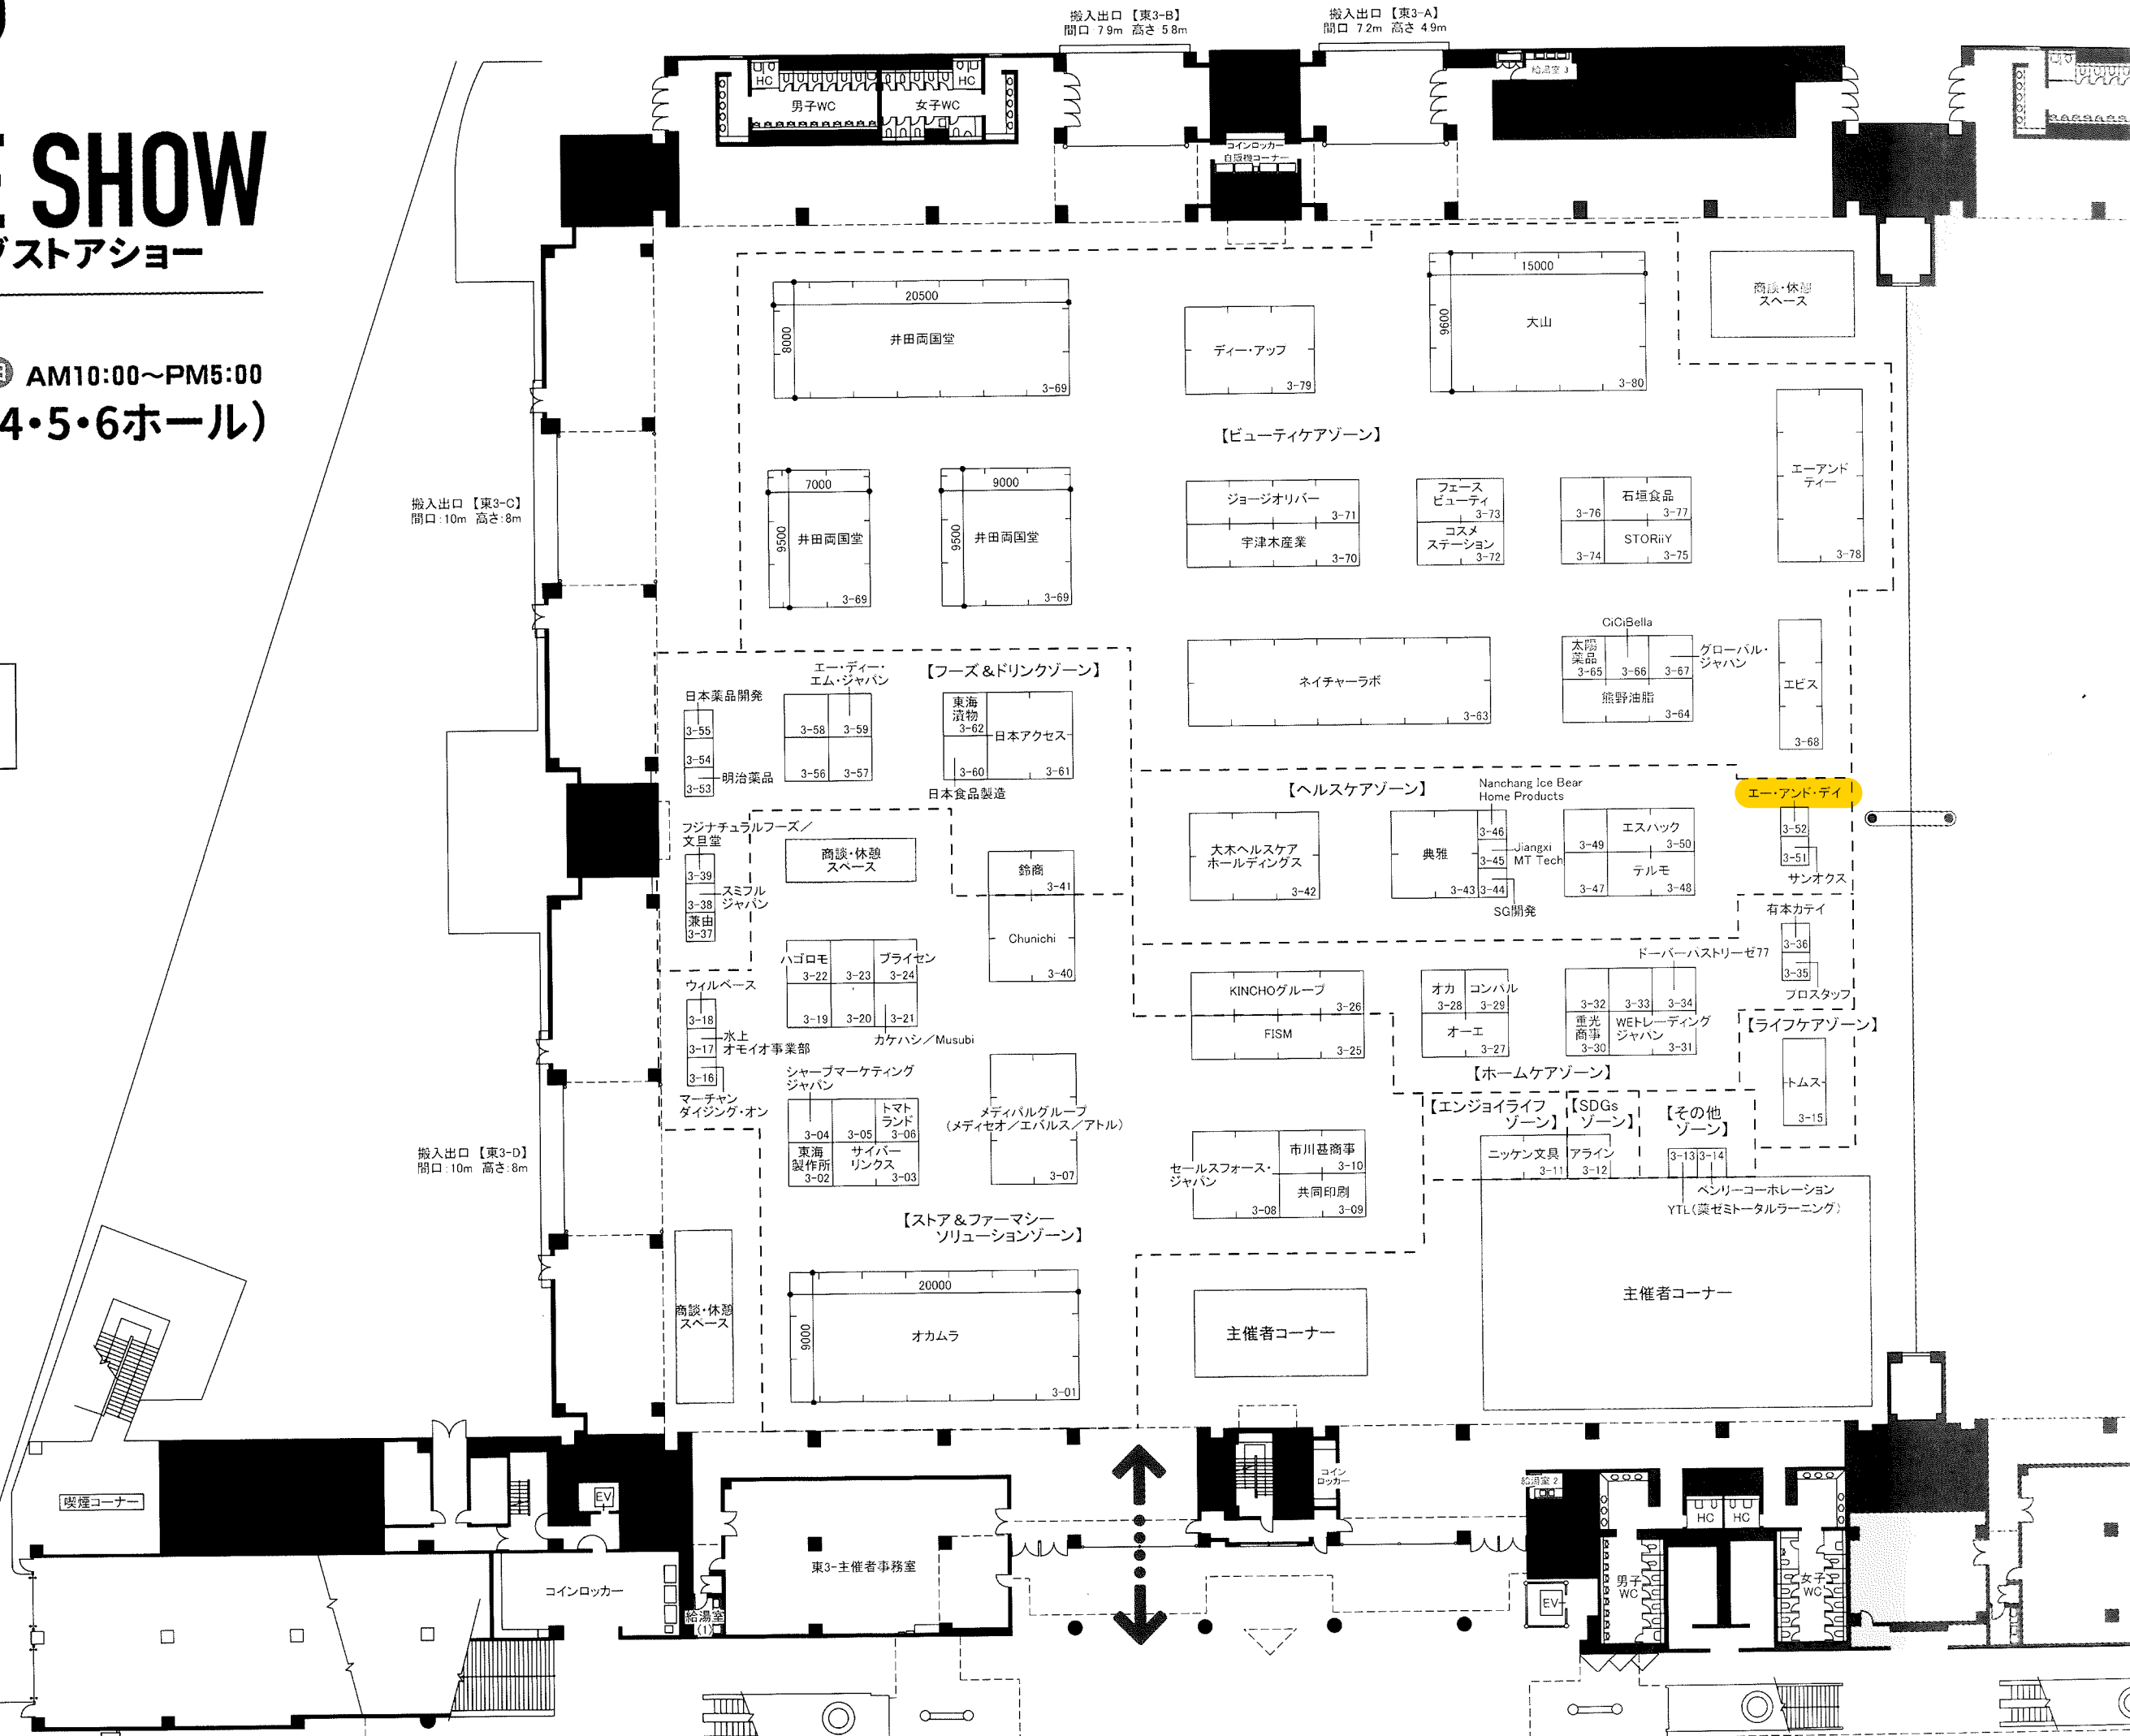 搬入出口 【東3-B】
間口 7.9m 高さ 5.8m
搬入出口 【東3-A】
間口 7.2m 高さ 4.9m
HC
男子WC
女子WC
HC
給湯室 3
コインロッカー
自販機コーナー
E SHOW
グストアショー
AM10:00～PM5:00
4・5・6ホール）
20500
8000
井田両国堂
3-69
ディー・アップ
3-79
15000
9600
大山
3-80
商談・休憩
スペース
【ビューティケアゾーン】
エーアンド
ティー
3-78
搬入出口 【東3-C】
間口:10m 高さ:8m
7000
9500
井田両国堂
3-69
9000
9500
井田両国堂
3-69
ジョージオリバー
3-71
宇津木産業
3-70
フェース
ビューティ
3-73
コスメ
ステーション
3-72
3-76
石垣食品
3-77
3-74
STORiiY
3-75
ネイチャーラボ
3-63
CiCiBella
太陽
薬品
3-65
3-66
3-67
グローバル・
ジャパン
熊野油脂
3-64
エビス
3-68
【フーズ＆ドリンクゾーン】
日本薬品開発
3-55
3-54
3-53
明治薬品
エー・ディー・
エム・ジャパン
3-58
3-59
3-56
3-57
東海
漬物
3-62
日本アクセス
3-60
3-61
日本食品製造
【ヘルスケアゾーン】
Nanchang Ice Bear
Home Products
大木ヘルスケア
ホールディングス
3-42
典雅
3-43
3-46
3-45
3-44
Jiangxi
MT Tech
SG開発
3-49
エスハック
3-50
3-47
テルモ
3-48
エー・アンド・デイ
3-52
3-51
サンオクス
フジナチュラルフーズ／
文旦堂
3-39
3-38
スミフル
ジャパン
兼由
3-37
商談・休憩
スペース
鈴商
3-41
Chunichi
3-40
有本カテイ
3-36
3-35
プロスタッフ
ハゴロモ
3-22
3-23
ブライセン
3-24
3-19
3-20
3-21
カケハシ／Musubi
ウィルベース
3-18
水上
3-17
オモイオ事業部
3-16
マーチャン
ダイジング・オン
KINCHOグループ
3-26
FISM
3-25
オカ
3-28
コンパル
3-29
オーエ
3-27
ドーバーパストリーゼ77
3-32
3-33
3-34
重光
商事
3-30
WEトレーディング
ジャパン
3-31
【ホームケアゾーン】
【ライフケアゾーン】
トムス
3-15
シャープマーケティング
ジャパン
3-04
3-05
トマト
ランド
3-06
東海
製作所
3-02
サイバー
リンクス
3-03
メディパルグループ
（メディセオ／エバルス／アトル）
3-07
【エンジョイライフ
ゾーン】
【SDGs
ゾーン】
【その他
ゾーン】
ニッケン文具
3-11
アライン
3-12
3-13
3-14
ベンリーコーポレーション
YTL（薬ゼミトータルラーニング）
搬入出口 【東3-D】
間口:10m 高さ:8m
セールスフォース・
ジャパン
3-08
市川甚商事
3-10
共同印刷
3-09
【ストア＆ファーマシー
ソリューションゾーン】
商談・休憩
スペース
20000
9000
オカムラ
3-01
主催者コーナー
主催者コーナー
喫煙コーナー
EV
コインロッカー
給湯室
(1)
東3-主催者事務室
コイン
ロッカー
給湯室 2
EV
男子
WC
HC
HC
女子
WC